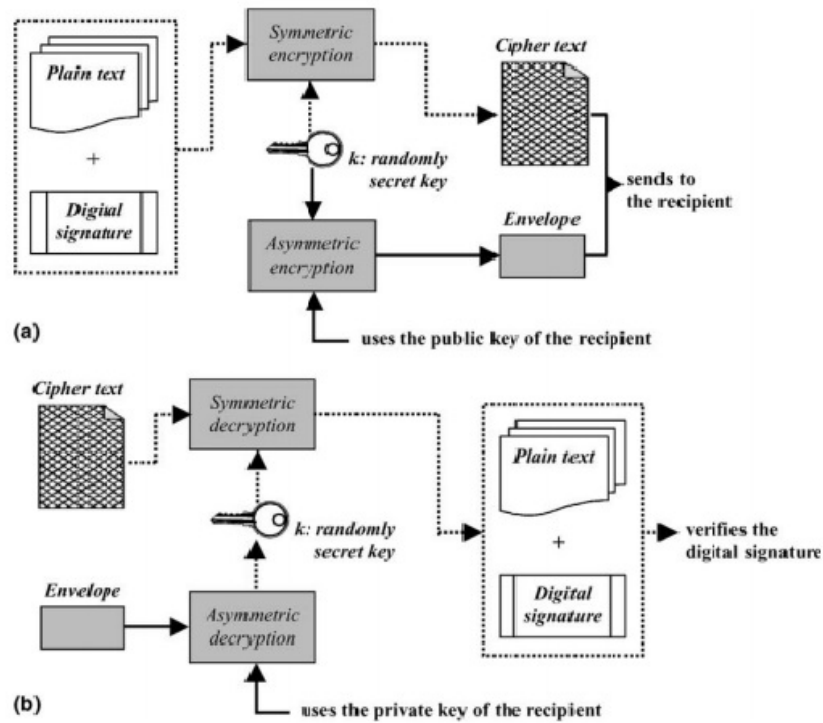 Symmetric
encryption
Cipher text
Plain text
+
k: randomly
secret key
sends to
the recipient
Digital
signature
Envelope
Asymmetric
encryption
(a)
uses the public key of the recipient
Cipher text
Symmetric
decryption
Plain text
k: randomly
secret key
verifies the
digital signature
+
Envelope
Asymmetric
decryption
Digital
signature
(b)
uses the private key of the recipient